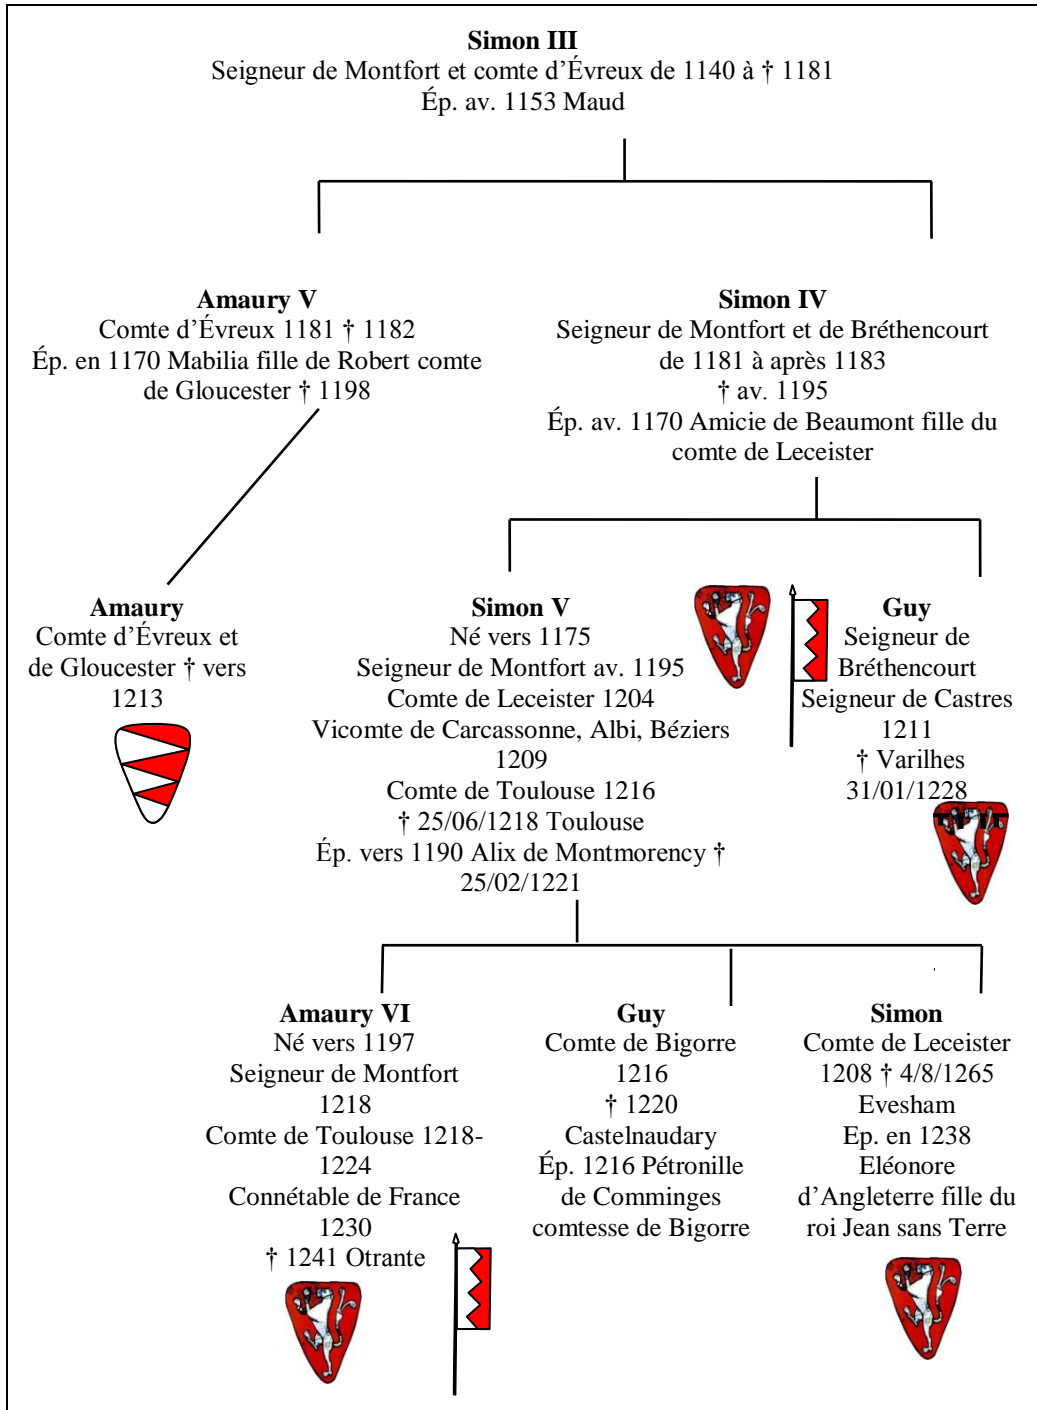 Simon III
Seigneur de Montfort et comte d'Évreux de 1140 à † 1181
Ép. av. 1153 Maud
Amaury V
Comte d'Évreux 1181 † 1182
Ép. en 1170 Mabilia fille de Robert comte
de Gloucester † 1198
Simon IV
Seigneur de Montfort et de Bréthencourt
de 1181 à après 1183
† av. 1195
Ép. av. 1170 Amicie de Beaumont fille du
comte de Leceister
Amaury
Comte d'Évreux et
de Gloucester † vers
1213
Simon V
Né vers 1175
Seigneur de Montfort av. 1195
Comte de Leceister 1204
Vicomte de Carcassonne, Albi, Béziers
1209
Comte de Toulouse 1216
† 25/06/1218 Toulouse
Ép. vers 1190 Alix de Montmorency †
25/02/1221
Guy
Seigneur de
Bréthencourt
Seigneur de Castres
1211
† Varilhes
31/01/1228
Amaury VI
Né vers 1197
Seigneur de Montfort
1218
Comte de Toulouse 1218-
1224
Connétable de France
1230
† 1241 Otrante
Guy
Comte de Bigorre
1216
† 1220
Castelnaudary
Ép. 1216 Pétronille
de Comminges
comtesse de Bigorre
Simon
Comte de Leceister
1208 † 4/8/1265
Evesham
Ep. en 1238
Eléonore
d'Angleterre fille du
roi Jean sans Terre